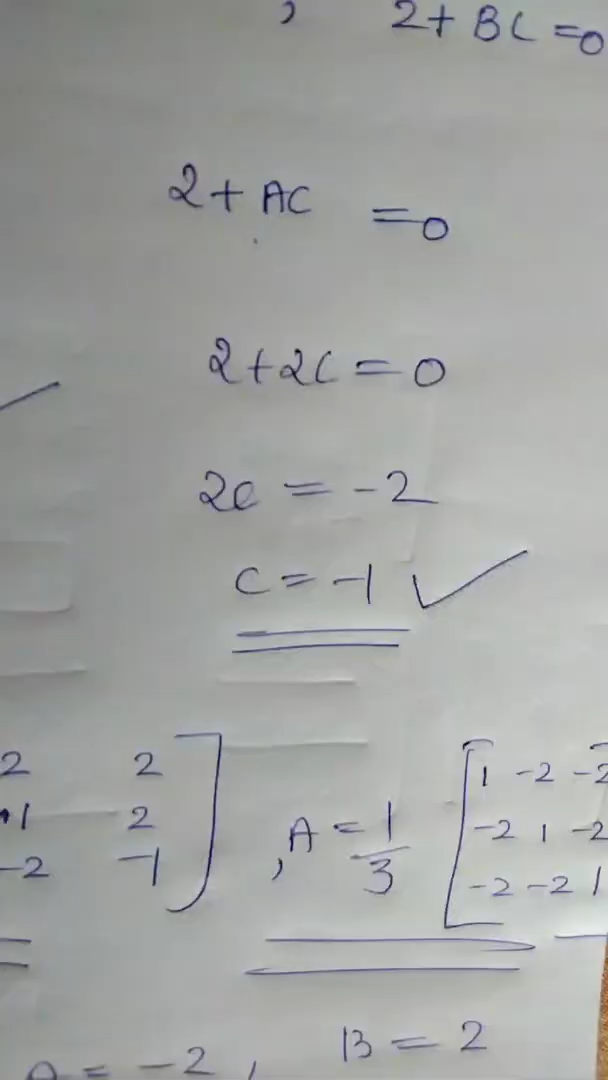 , 2+BC=0
2+AC =0
2+2C=0
2C=-2
C=-1 ✓
2 2
1 2
-2 -1
, A=1/3
1 -2 -2
-2 1 -2
-2 -2 1
A=-2, B=2